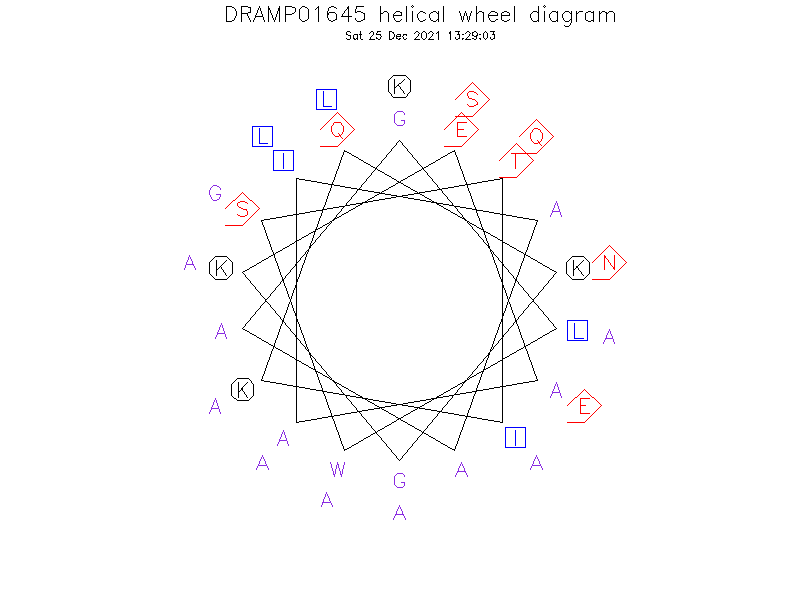 DRAMP01645 helical wheel diagram
Sat 25 Dec 2021 13:29:03
K
L S
G
L Q E Q
I T
G S A
A K K N
A L A
K A
A E
A I
A W A A
G
A
A